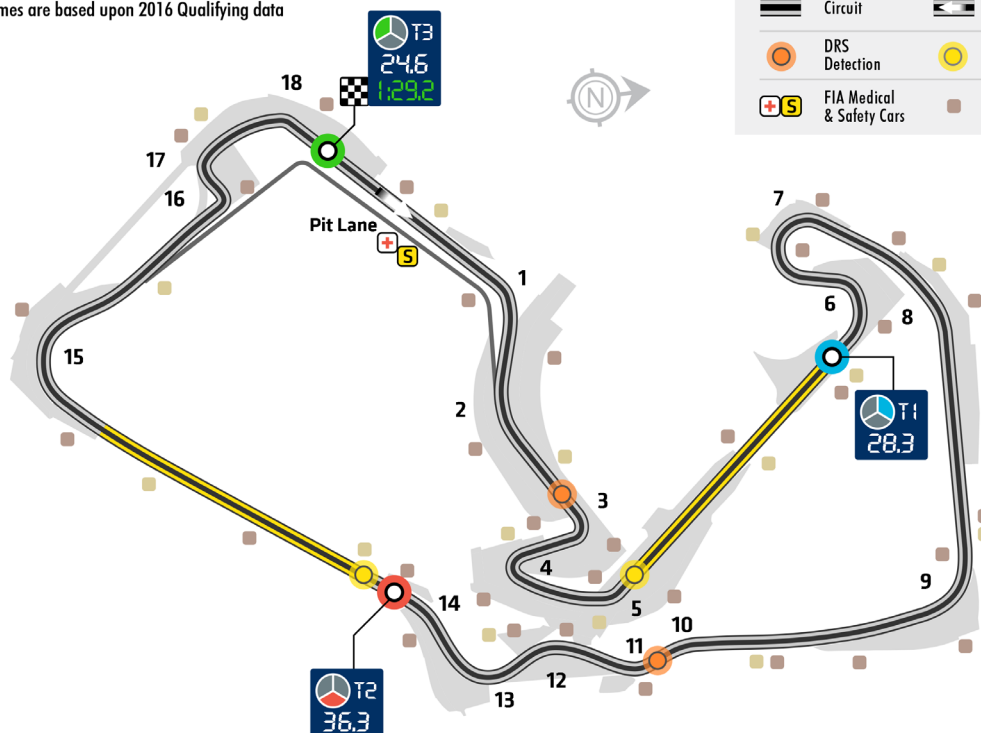 mes are based upon 2016 Qualifying data
Circuit
DRS
Detection
FIA Medical
& Safety Cars
S
T3
24.6
1:29.2
N
18
17
16
Pit Lane
S
1
7
6
8
15
2
T1
28.3
3
4
5
9
14
10
11
12
13
T2
36.3